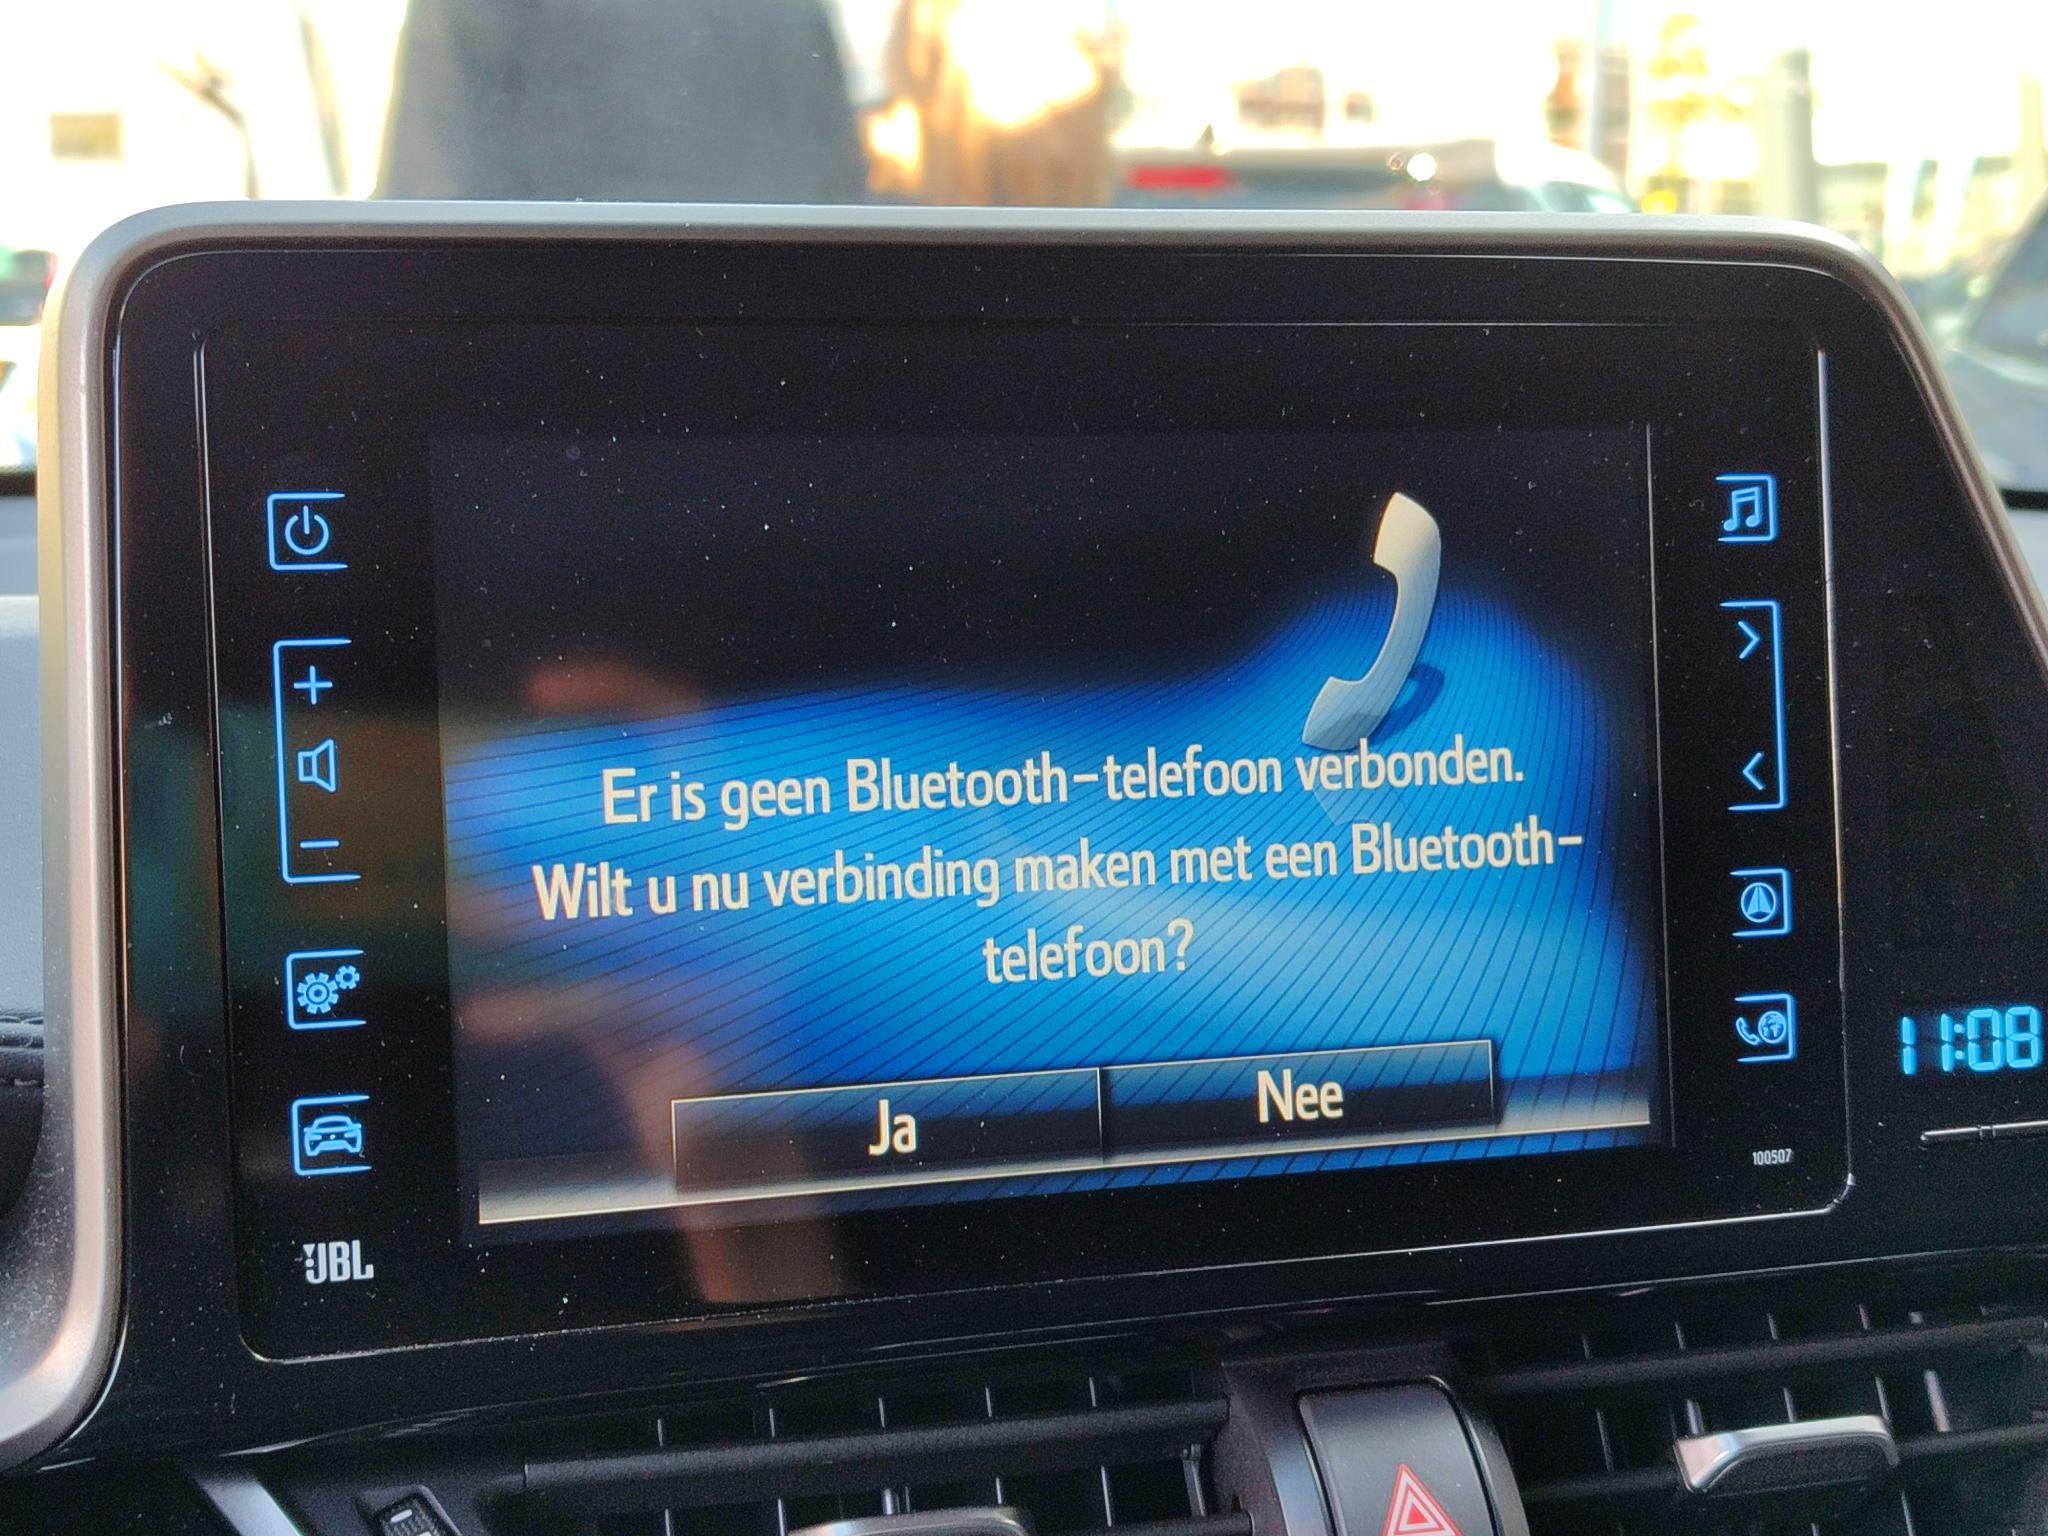 Er is geen Bluetooth-telefoon verbonden.
Wilt u nu verbinding maken met een Bluetooth-
telefoon?
Ja
Nee
JBL
100507
11:08